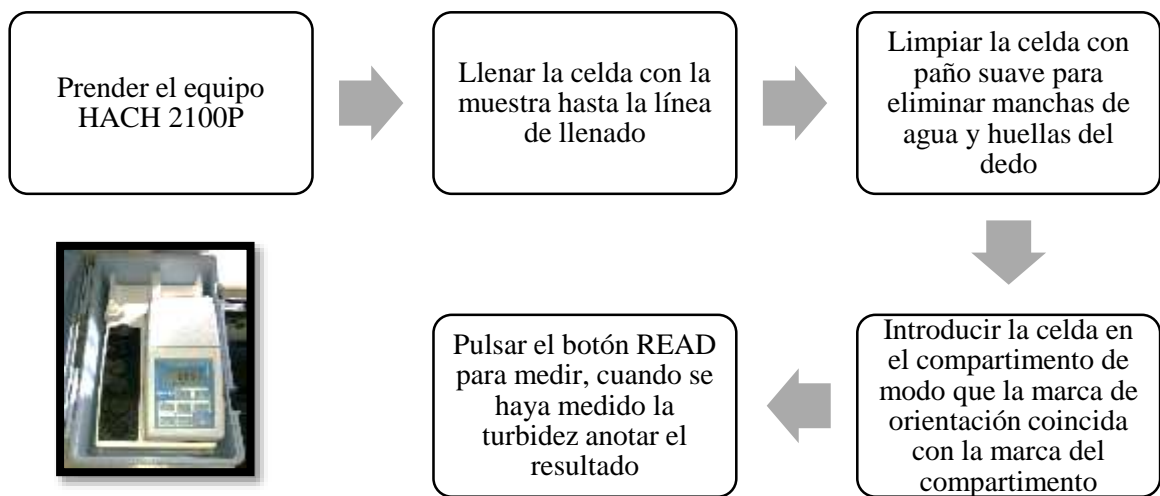 Prender el equipo
HACH 2100P
Llenar la celda con la
muestra hasta la línea
de llenado
Limpiar la celda con
paño suave para
eliminar manchas de
agua y huellas del
dedo
Introducir la celda en
el compartimento de
modo que la marca de
orientación coincida
con la marca del
compartimento
Pulsar el botón READ
para medir, cuando se
haya medido la
turbidez anotar el
resultado